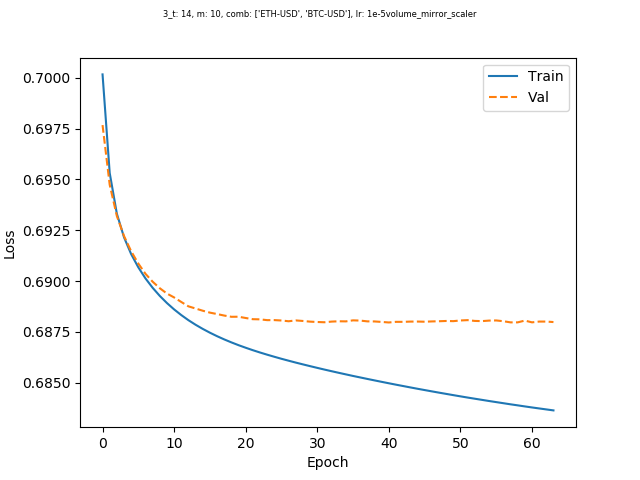 3_t: 14, m: 10, comb: ['ETH-USD', 'BTC-USD'], lr: 1e-5volume_mirror_scaler
Train
Val
0.7000
0.6975
0.6950
0.6925
0.6900
0.6875
0.6850
Loss
0 10 20 30 40 50 60
Epoch